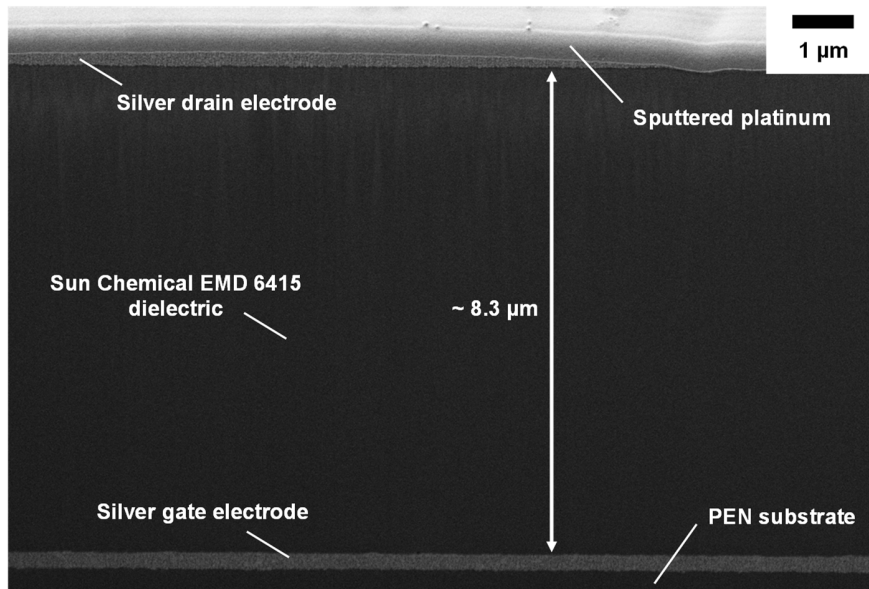 1 µm
Silver drain electrode
Sputtered platinum
Sun Chemical EMD 6415
dielectric
~ 8.3 µm
Silver gate electrode
PEN substrate